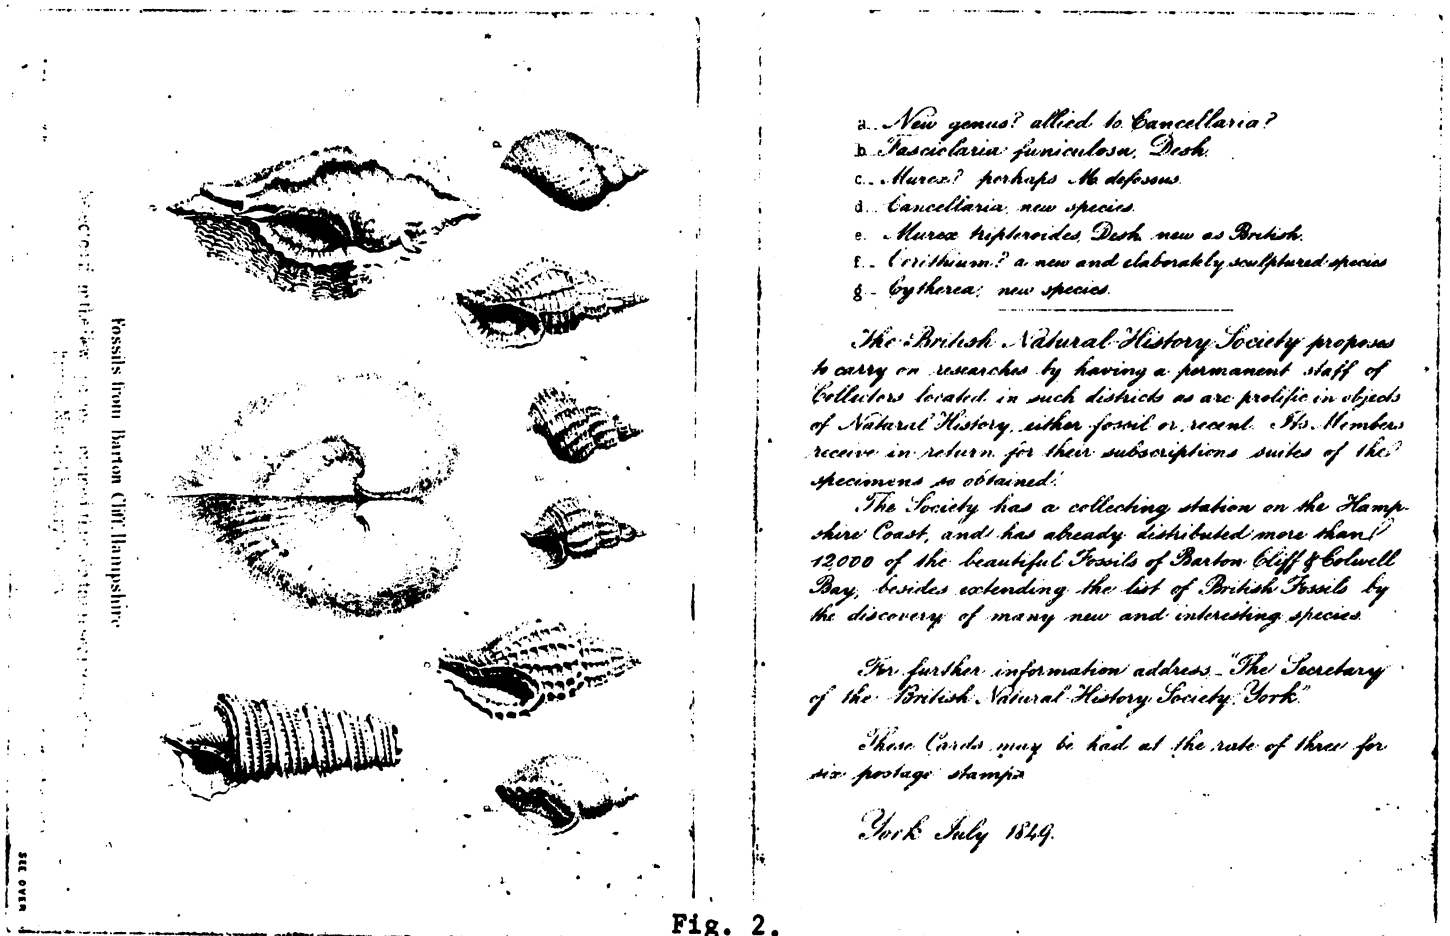 Fossils from Barton Cliff, Hampshire
SEE OVER
a. New genus? allied to Cancellaria?
b Fasciolaria funiculosa, Desh.
c. Murex? perhaps M. defossus.
d. Cancellaria, new species.
e. Murex tripteroides, Desh. new as British.
f. Cerithium? a new and elaborately sculptured species
g. Cytherea; new species.
The British Natural History Society proposes
to carry on researches by having a permanent staff of
Collectors located in such districts as are prolific in objects
of Natural History, either fossil or recent. Its Members
receive in return for their subscriptions suites of the
specimens so obtained.
The Society has a collecting station on the Hamp-
shire Coast, and has already distributed more than
12,000 of the beautiful Fossils of Barton Cliff & Colwell
Bay, besides extending the list of British Fossils by
the discovery of many new and interesting species.
For further information address "The Secretary
of the British Natural History Society, York"
These Cards may be had at the rate of three for
six postage stamps
York July 1849.
Fig. 2.